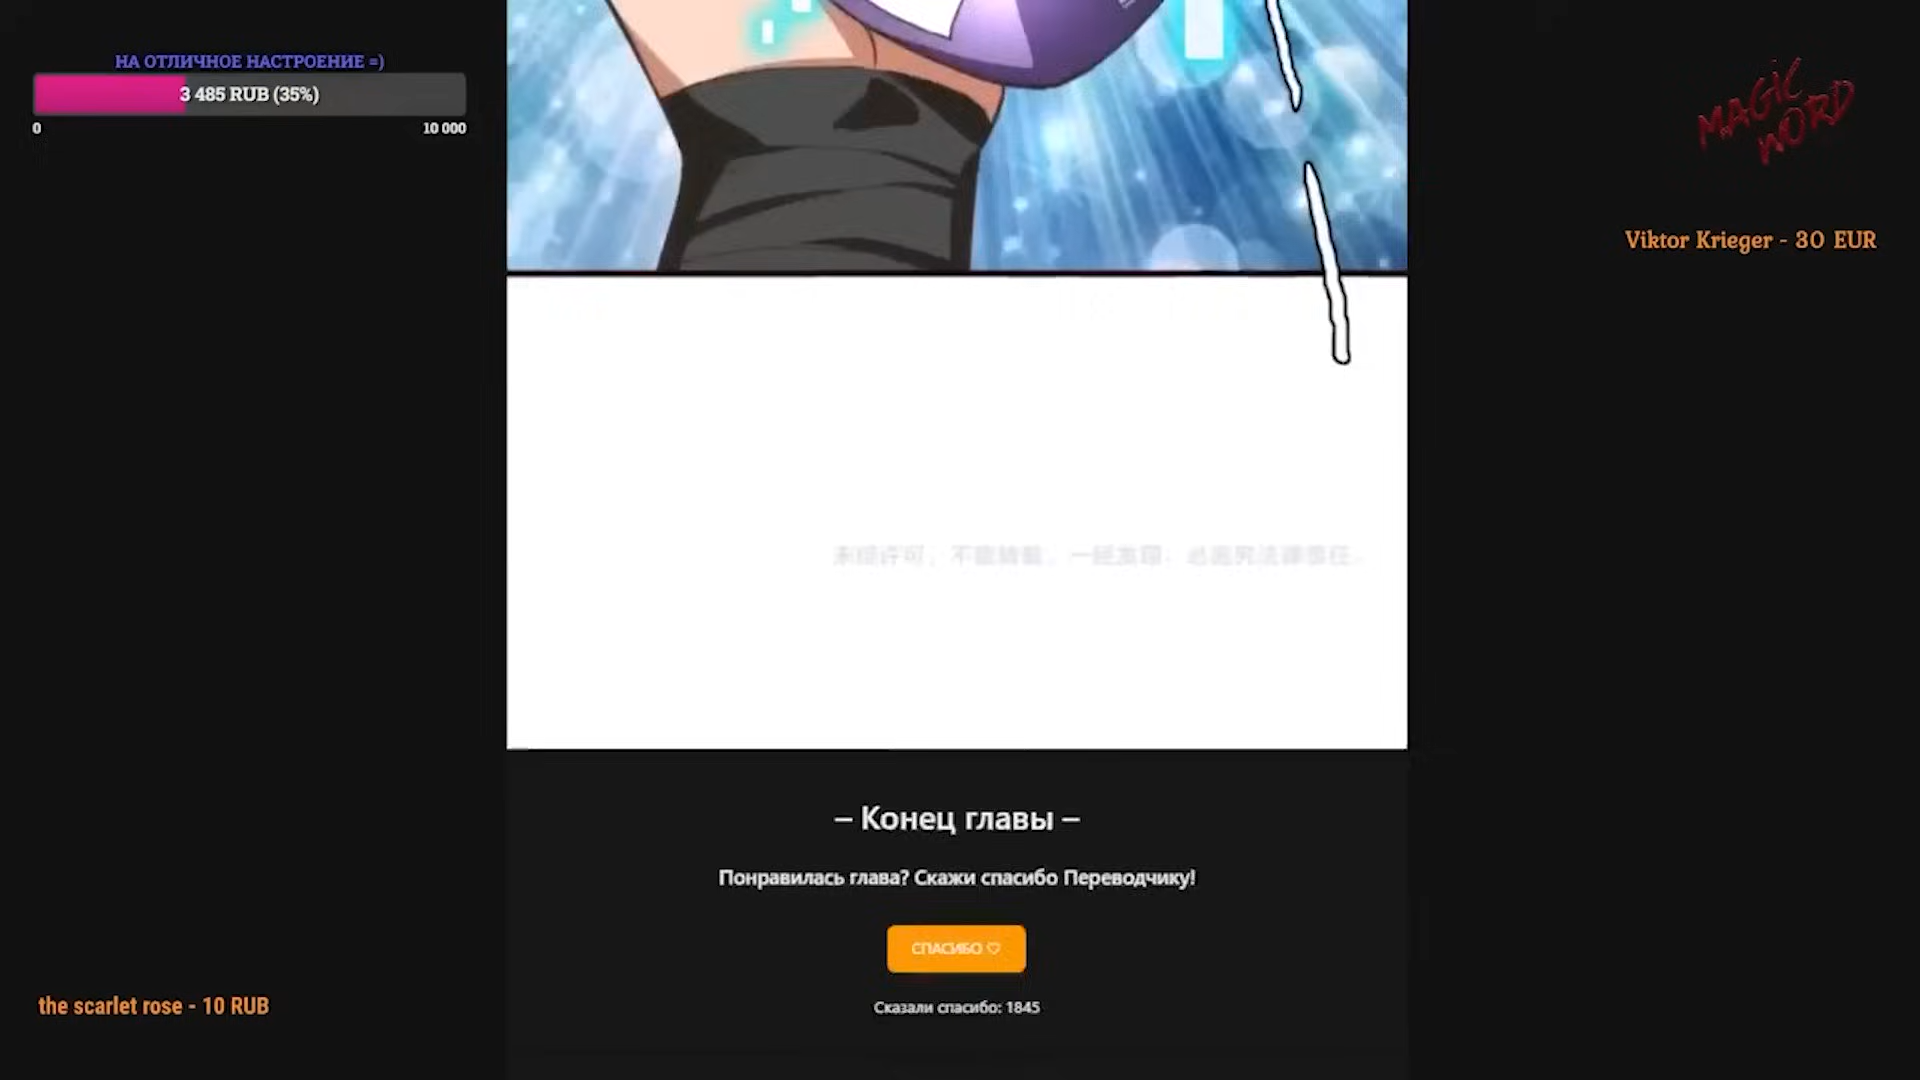 НА ОТЛИЧНОЕ НАСТРОЕНИЕ =)
3 485 RUB (35%)
0
10 000
MAGIC
WORD
Viktor Krieger - 30 EUR
– Конец главы –
Понравилась глава? Скажи спасибо Переводчику!
СПАСИБО ♡
Сказали спасибо: 1845
the scarlet rose - 10 RUB